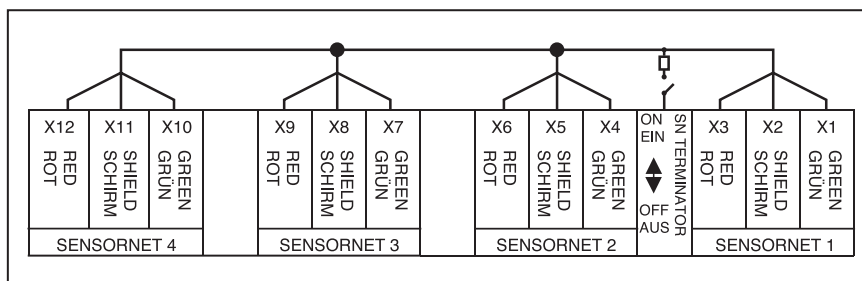 X12
RED
ROT
X11
SHIELD
SCHIRM
X10
GREEN
GRÜN
SENSORNET 4
X9
RED
ROT
X8
SHIELD
SCHIRM
X7
GREEN
GRÜN
SENSORNET 3
X6
RED
ROT
X5
SHIELD
SCHIRM
X4
GREEN
GRÜN
SENSORNET 2
ON
EIN
OFF
AUS
SN TERMINATOR
X3
RED
ROT
X2
SHIELD
SCHIRM
X1
GREEN
GRÜN
SENSORNET 1